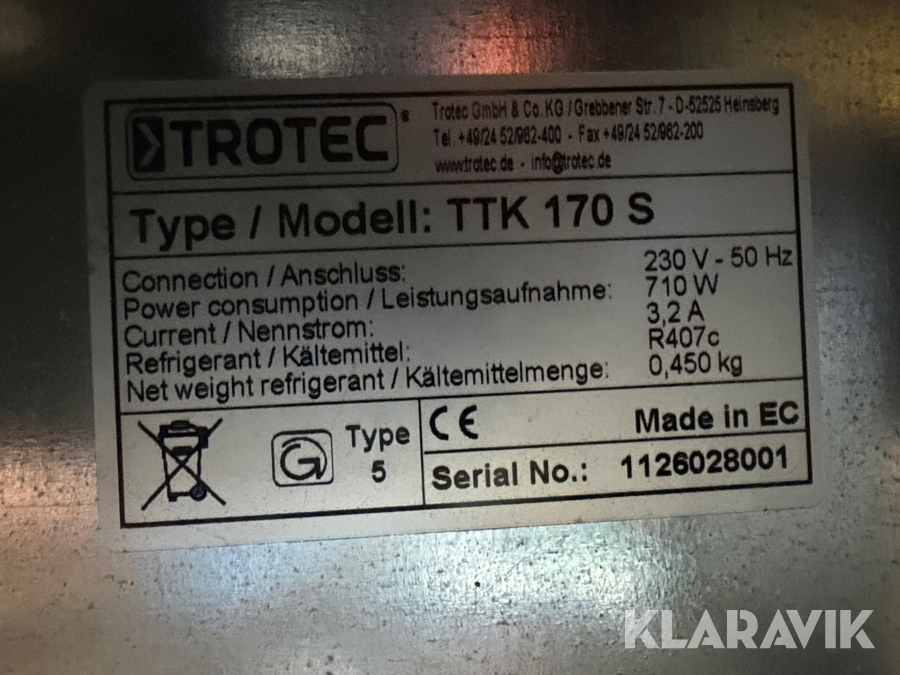 TROTEC®
Trotec GmbH & Co. KG / Grebbener Str. 7 - D-52525 Heinsberg
Tel. +49/24 52/962-400 - Fax +49/24 52/962-200
www.trotec.de - info@trotec.de
Type / Modell: TTK 170 S
Connection / Anschluss: 230 V - 50 Hz
Power consumption / Leistungsaufnahme: 710 W
Current / Nennstrom: 3,2 A
Refrigerant / Kältemittel: R407c
Net weight refrigerant / Kältemittelmenge: 0,450 kg
G Type 5
CE Made in EC
Serial No.: 1126028001
KLARAVIK